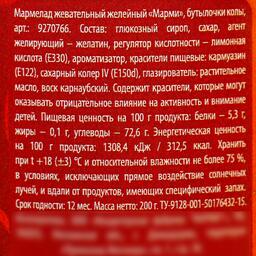 Мармелад жевательный желейный «Марми», бутылочки колы,
арт.: 9270766. Состав: глюкозный сироп, сахар, агент
желирующий – желатин, регулятор кислотности – лимонная
кислота (Е330), ароматизатор, красители пищевые: кармуазин
(Е122), сахарный колер IV (E150d), глазирователь: растительное
масло, воск карнаубский. Содержит красители, которые могут
оказывать отрицательное влияние на активность и внимание
детей. Пищевая ценность на 100 г продукта: белки – 5,3 г,
жиры – 0,1 г, углеводы – 72,6 г. Энергетическая ценность
на 100 г продукта: 1308,4 кДж / 312,5 ккал. Хранить
при t +18 (±3) °С и относительной влажности не более 75 %,
в условиях, исключающих прямое воздействие солнечных
лучей, и вдали от продуктов, имеющих специфический запах.
Срок годности: 12 мес. Масса нетто: 200 г. ТУ-9128-001-50176432-15.